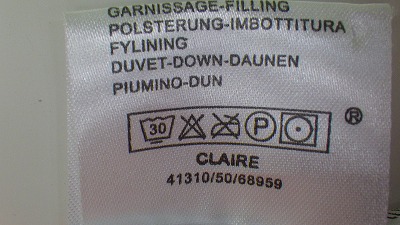 GARNISSAGE-FILLING
POLSTERUNG-IMBOTTITURA
FYLINING
DUVET-DOWN-DAUNEN
PIUMINO-DUN
30 P ®
CLAIRE
41310/50/68959